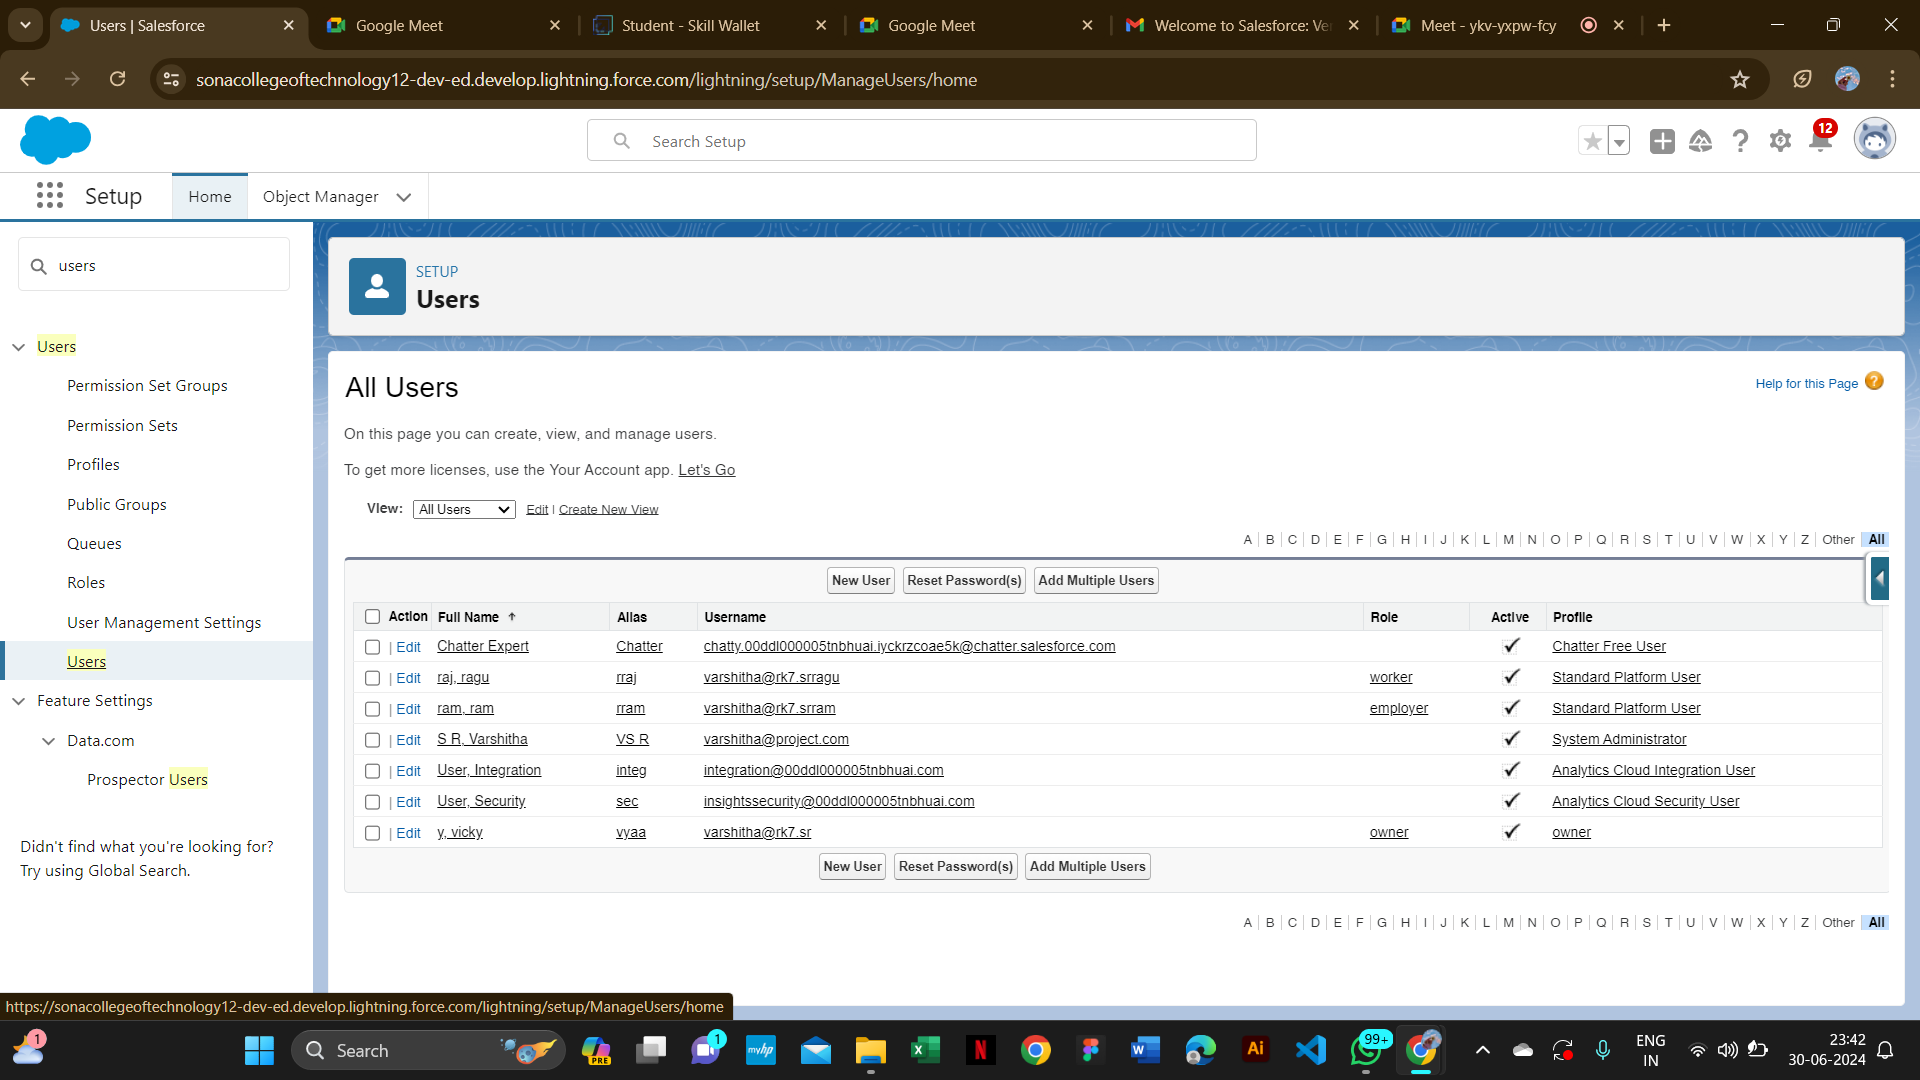 Users | Salesforce
Google Meet
Student - Skill Wallet
Google Meet
Welcome to Salesforce: Ver
Meet - ykv-yxpw-fcy
sonacollegeoftechnology12-dev-ed.develop.lightning.force.com/lightning/setup/ManageUsers/home
Search Setup
12
Setup
Home
Object Manager
users
Users
Permission Set Groups
Permission Sets
Profiles
Public Groups
Queues
Roles
User Management Settings
Users
Feature Settings
Data.com
Prospector Users
Didn't find what you're looking for?
Try using Global Search.
SETUP
Users
All Users
Help for this Page
On this page you can create, view, and manage users.
To get more licenses, use the Your Account app. Let's Go
View: All Users Edit | Create New View
A B C D E F G H I J K L M N O P Q R S T U V W X Y Z Other All
New User Reset Password(s) Add Multiple Users
Action Full Name Alias Username Role Active Profile
| Edit Chatter Expert Chatter chatty.00ddl000005tnbhuai.iyckrzcoae5k@chatter.salesforce.com Chatter Free User
| Edit raj, ragu rraj varshitha@rk7.srragu worker Standard Platform User
| Edit ram, ram rram varshitha@rk7.srram employer Standard Platform User
| Edit S R, Varshitha VS R varshitha@project.com System Administrator
| Edit User, Integration integ integration@00ddl000005tnbhuai.com Analytics Cloud Integration User
| Edit User, Security sec insightssecurity@00ddl000005tnbhuai.com Analytics Cloud Security User
| Edit y, vicky vyaa varshitha@rk7.sr owner owner
New User Reset Password(s) Add Multiple Users
A B C D E F G H I J K L M N O P Q R S T U V W X Y Z Other All
https://sonacollegeoftechnology12-dev-ed.develop.lightning.force.com/lightning/setup/ManageUsers/home
1
Search
PRE
1
myhp
N
W
Ai
99+
ENG
IN
23:42
30-06-2024